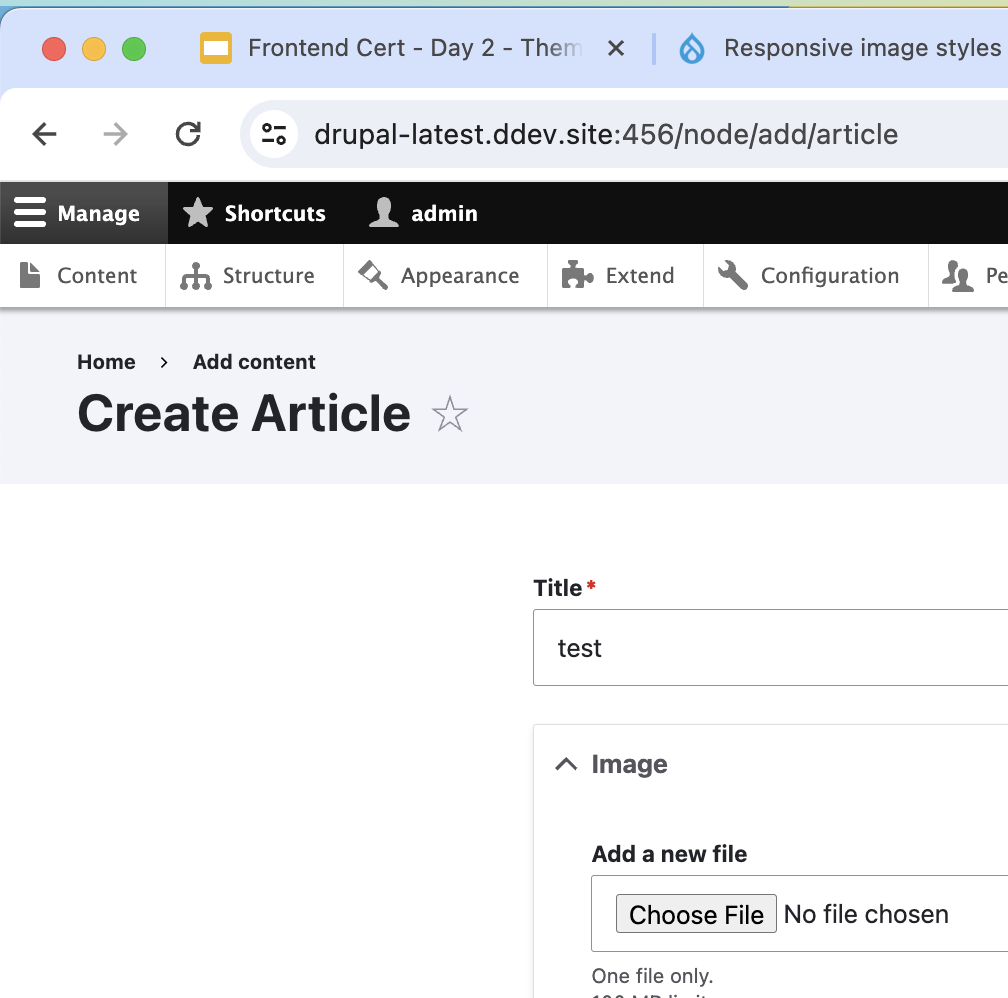 Frontend Cert - Day 2 - Them
Responsive image styles
drupal-latest.ddev.site:456/node/add/article
Manage Shortcuts admin
Content Structure Appearance Extend Configuration Pe
Home > Add content
Create Article
Title*
test
Image
Add a new file
Choose File No file chosen
One file only.